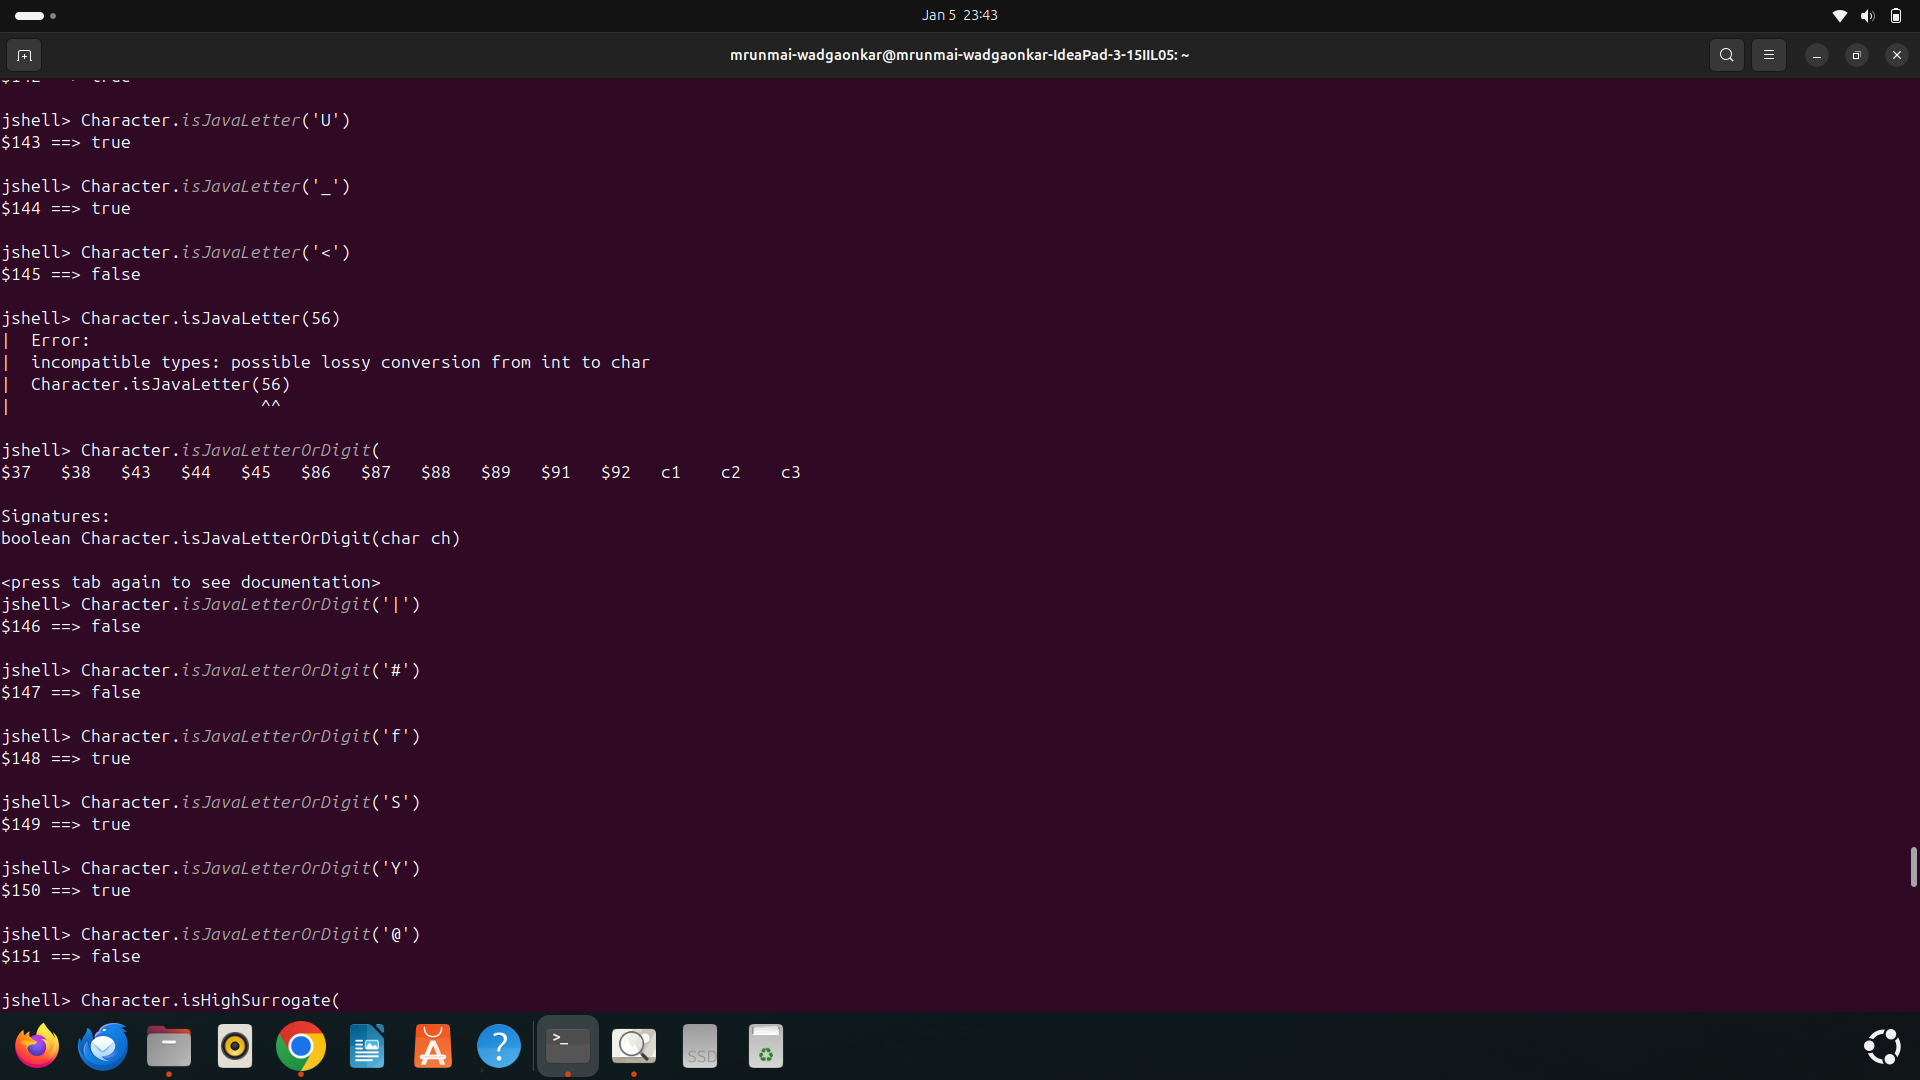 Jan 5 23:43
mrunmai-wadgaonkar@mrunmai-wadgaonkar-IdeaPad-3-15IIL05: ~
jshell> Character.isJavaLetter('U')
$143 ==> true
jshell> Character.isJavaLetter('_')
$144 ==> true
jshell> Character.isJavaLetter('<')
$145 ==> false
jshell> Character.isJavaLetter(56)
|  Error:
|  incompatible types: possible lossy conversion from int to char
|  Character.isJavaLetter(56)
|                         ^^
jshell> Character.isJavaLetterOrDigit(
$37   $38   $43   $44   $45   $86   $87   $88   $89   $91   $92   c1    c2    c3
Signatures:
boolean Character.isJavaLetterOrDigit(char ch)
<press tab again to see documentation>
jshell> Character.isJavaLetterOrDigit('|')
$146 ==> false
jshell> Character.isJavaLetterOrDigit('#')
$147 ==> false
jshell> Character.isJavaLetterOrDigit('f')
$148 ==> true
jshell> Character.isJavaLetterOrDigit('S')
$149 ==> true
jshell> Character.isJavaLetterOrDigit('Y')
$150 ==> true
jshell> Character.isJavaLetterOrDigit('@')
$151 ==> false
jshell> Character.isHighSurrogate(
>_
SSD